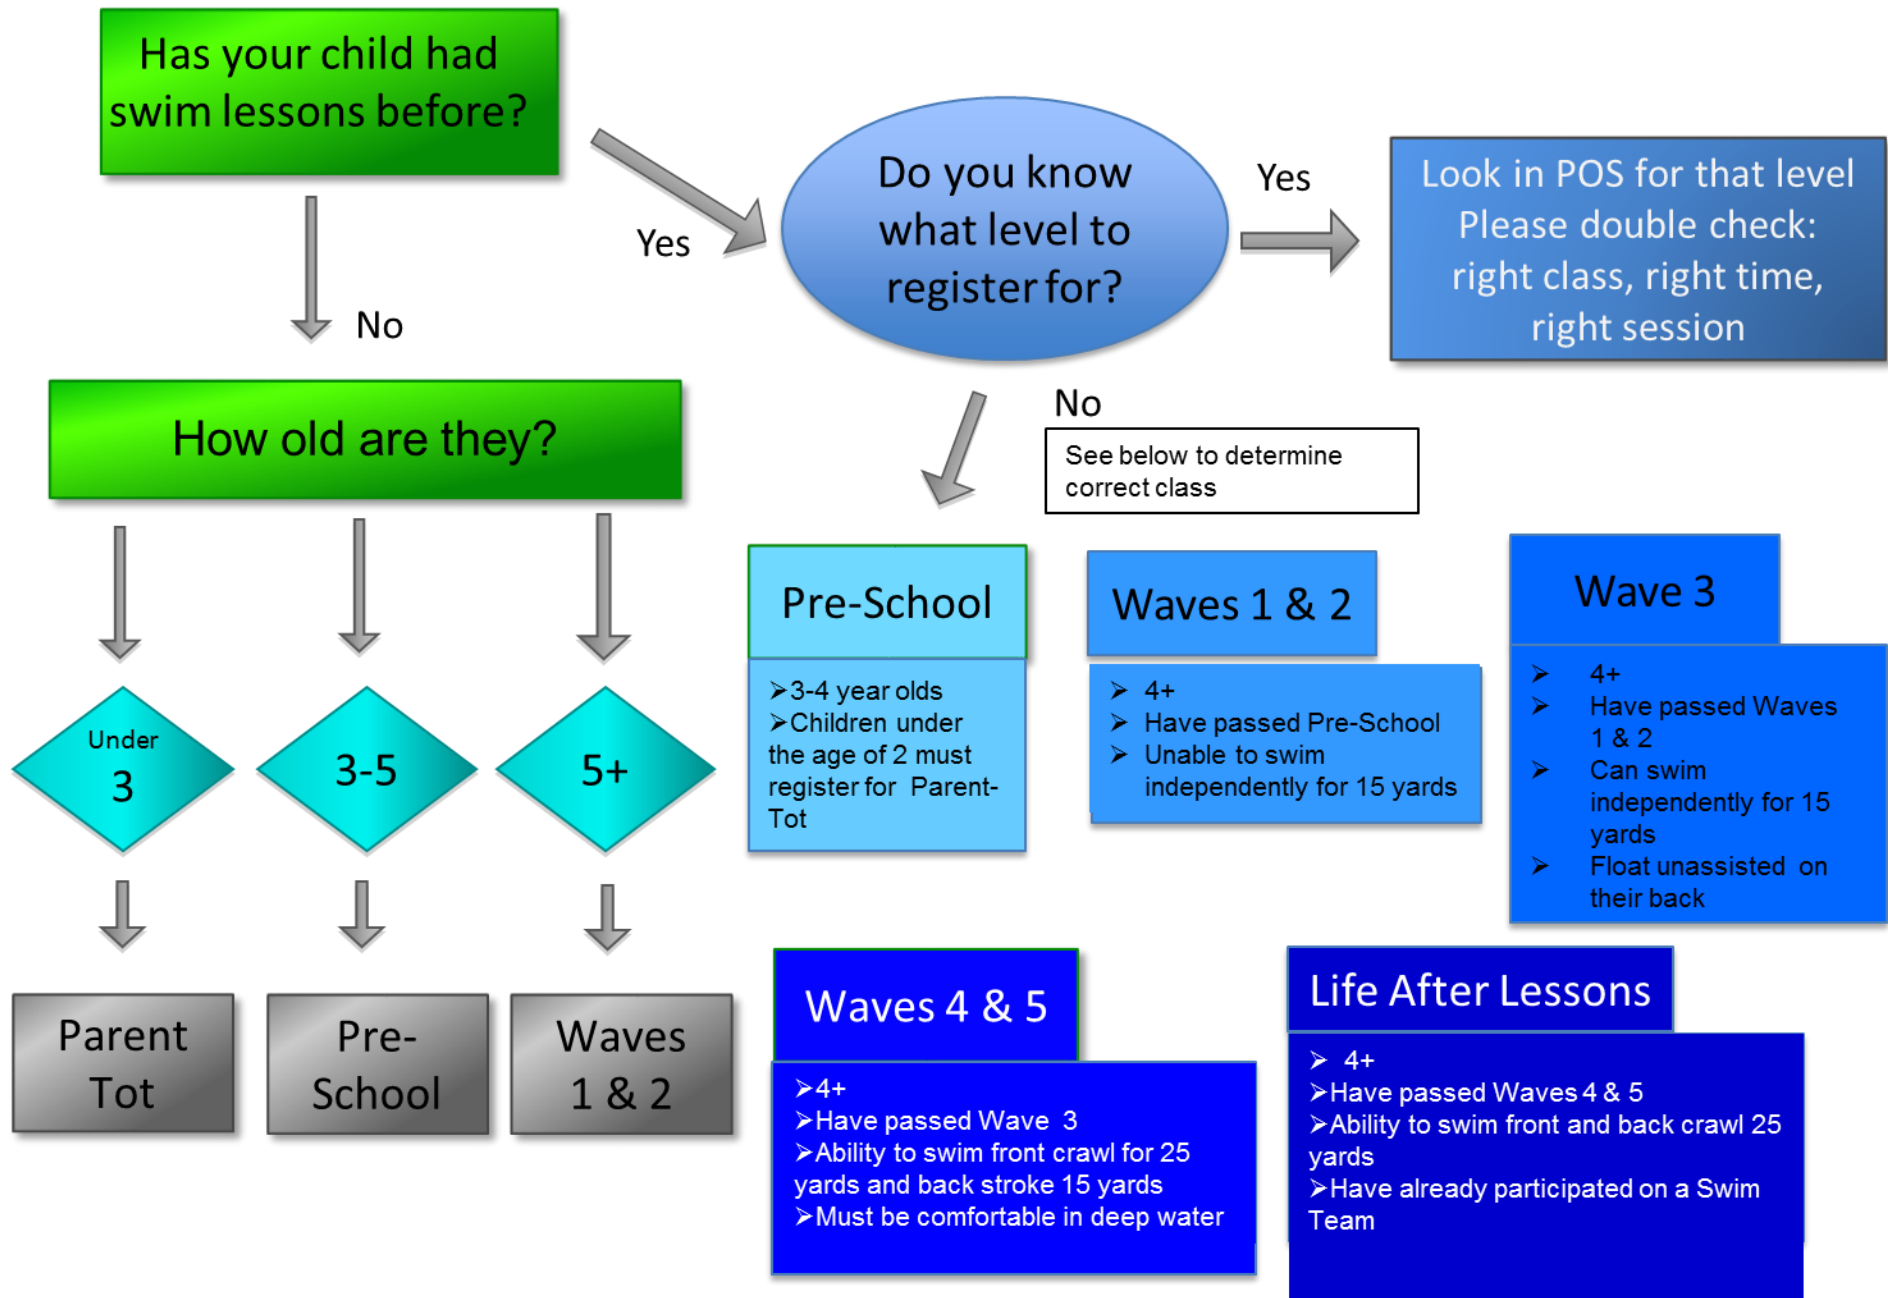 Has your child had
swim lessons before?
Yes
Do you know
what level to
register for?
Yes
Look in POS for that level
Please double check:
right class, right time,
right session
No
How old are they?
Under
3
3-5
5+
Parent
Tot
Pre-
School
Waves
1 & 2
No
See below to determine
correct class
Pre-School
➢3-4 year olds
➢Children under
the age of 2 must
register for Parent-
Tot
Waves 1 & 2
➢ 4+
➢ Have passed Pre-School
➢ Unable to swim
independently for 15 yards
Wave 3
➢ 4+
➢ Have passed Waves
1 & 2
➢ Can swim
independently for 15
yards
➢ Float unassisted on
their back
Waves 4 & 5
➢4+
➢Have passed Wave 3
➢Ability to swim front crawl for 25
yards and back stroke 15 yards
➢Must be comfortable in deep water
Life After Lessons
➢ 4+
➢Have passed Waves 4 & 5
➢Ability to swim front and back crawl 25
yards
➢Have already participated on a Swim
Team